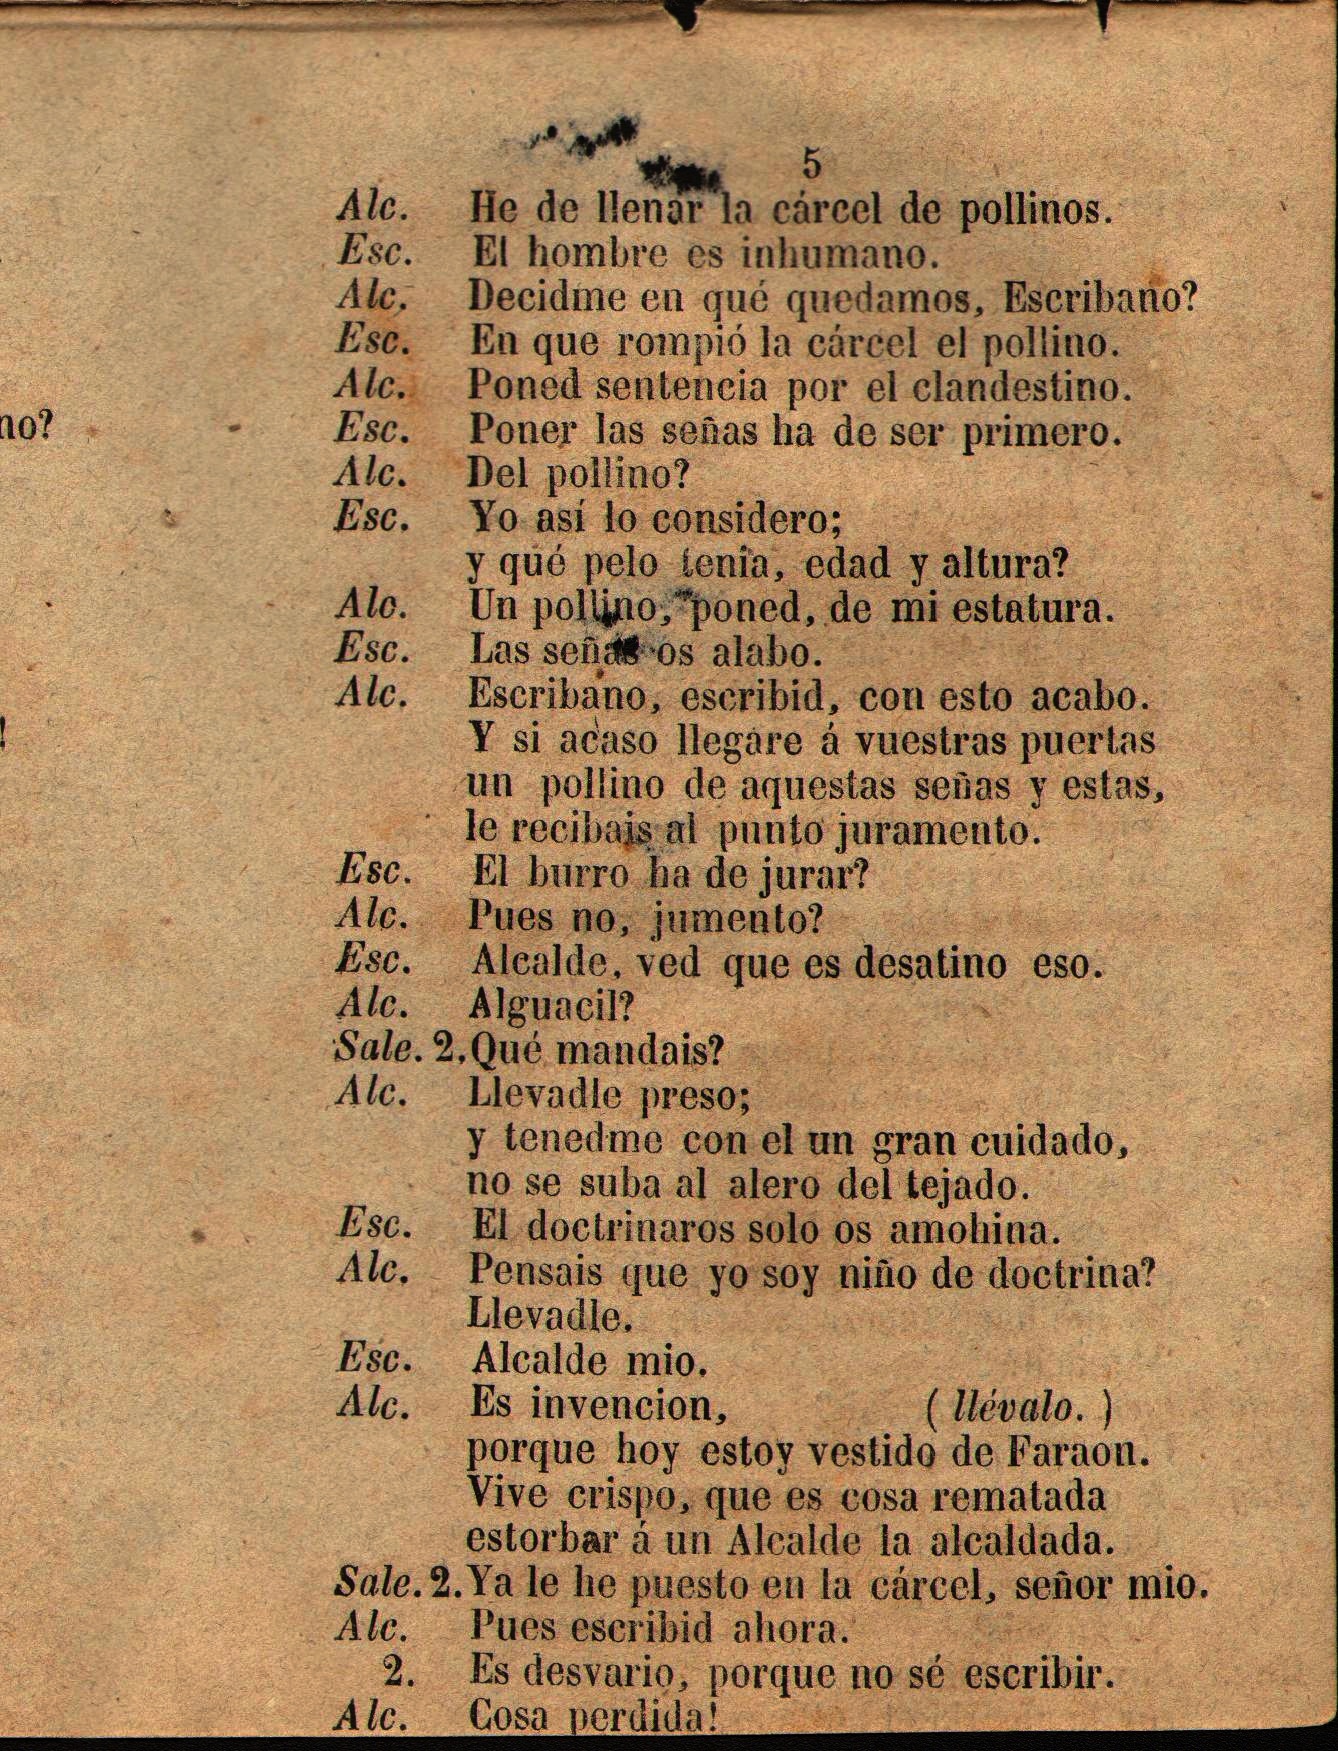 5
Alc. He de llenar la cárcel de pollinos.
Esc. El hombre es inhumano.
Alc. Decidme en qué quedamos, Escribano?
Esc. En que rompió la cárcel el pollino.
Alc. Poned sentencia por el clandestino.
no?
Esc. Poner las señas ha de ser primero.
Alc. Del pollino?
Esc. Yo así lo considero;
y qué pelo tenia, edad y altura?
Alc. Un pollino, poned, de mi estatura.
Esc. Las señas os alabo.
Alc. Escribano, escribid, con esto acabo.
!
Y si acaso llegare á vuestras puertas
un pollino de aquestas señas y estas,
le recibais al punto juramento.
Esc. El burro ha de jurar?
Alc. Pues no, jumento?
Esc. Alcalde, ved que es desatino eso.
Alc. Alguacil?
Sale. 2. Qué mandais?
Alc. Llevadle preso;
y tenedme con el un gran cuidado,
no se suba al alero del tejado.
Esc. El doctrinaros solo os amohina.
Alc. Pensais que yo soy niño de doctrina?
Llevadle.
Esc. Alcalde mio.
Alc. Es invencion, (llévalo.)
porque hoy estoy vestido de Faraon.
Vive crispo, que es cosa rematada
estorbar á un Alcalde la alcaldada.
Sale. 2. Ya le he puesto en la cárcel, señor mio.
Alc. Pues escribid ahora.
2. Es desvario, porque no sé escribir.
Alc. Cosa perdida!